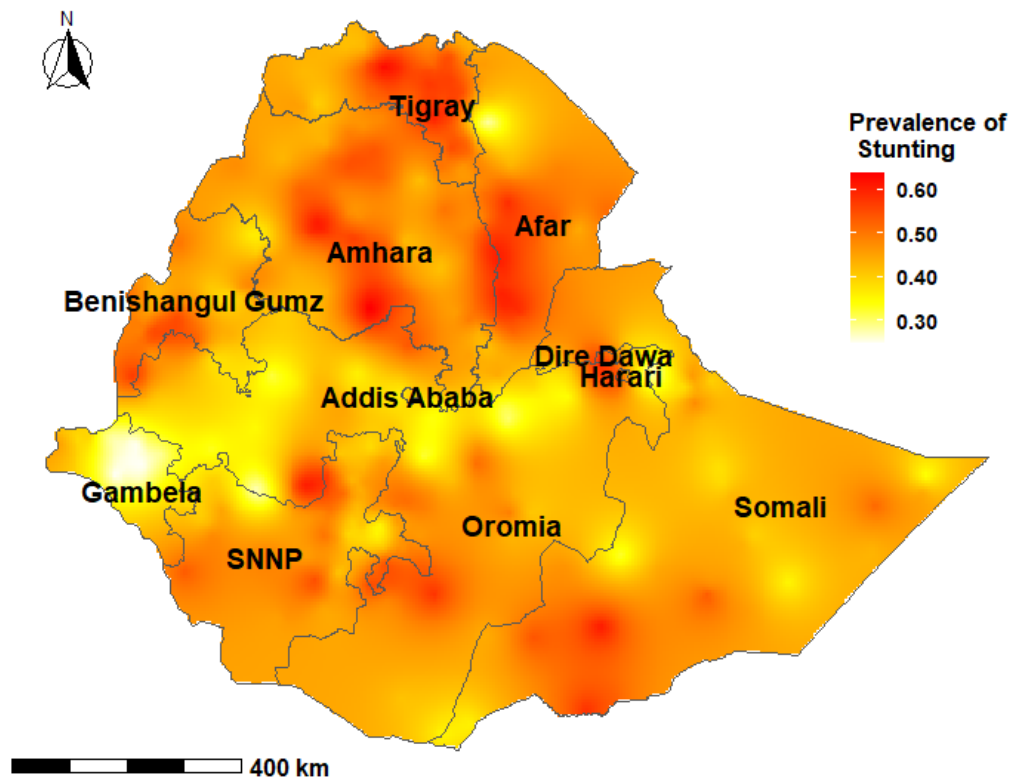 N
Tigray
Prevalence of
Stunting
0.60
0.50
0.40
0.30
Afar
Amhara
Benishangul Gumz
Dire Dawa
Harari
Addis Ababa
Gambela
Somali
Oromia
SNNP
400 km